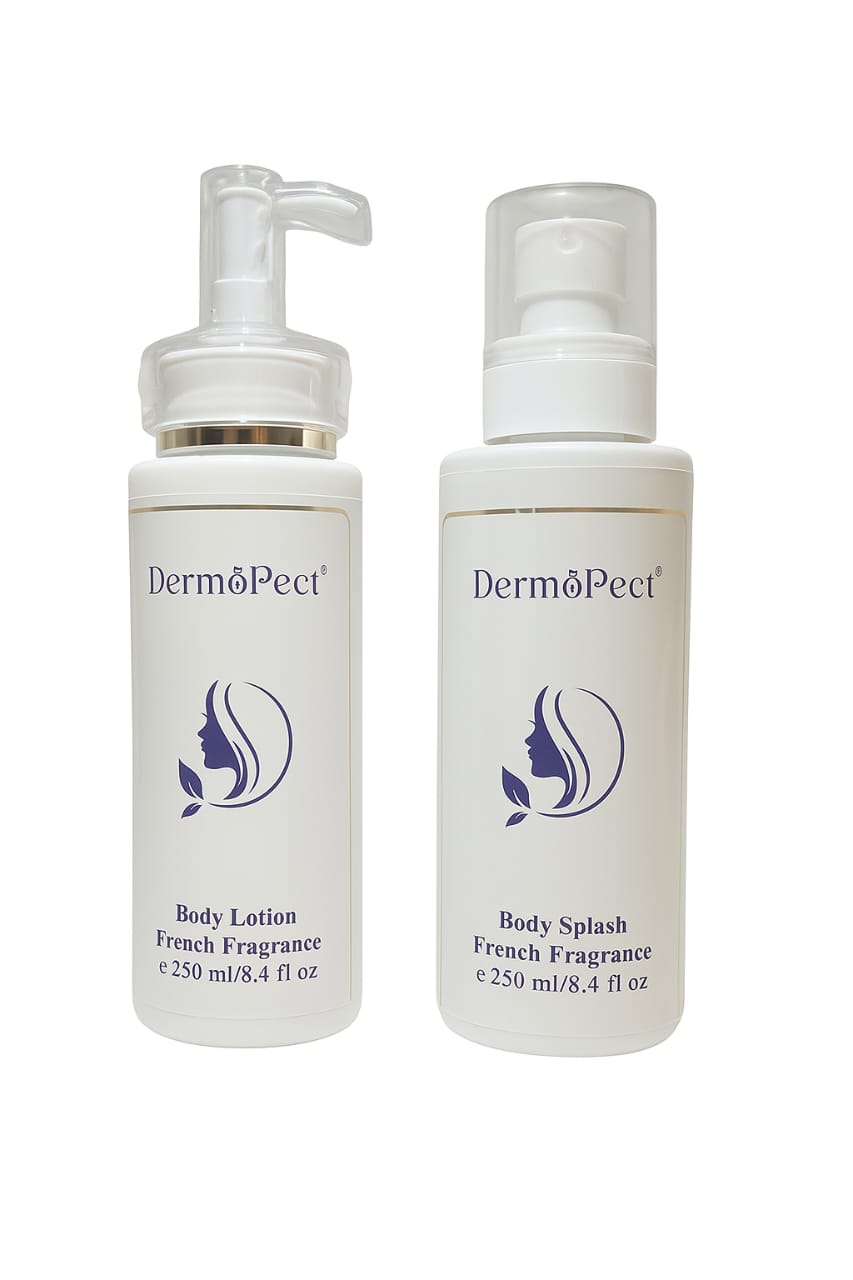 DermoPect®
Body Lotion
French Fragrance
e 250 ml/8.4 fl oz
DermoPect®
Body Splash
French Fragrance
e 250 ml/8.4 fl oz